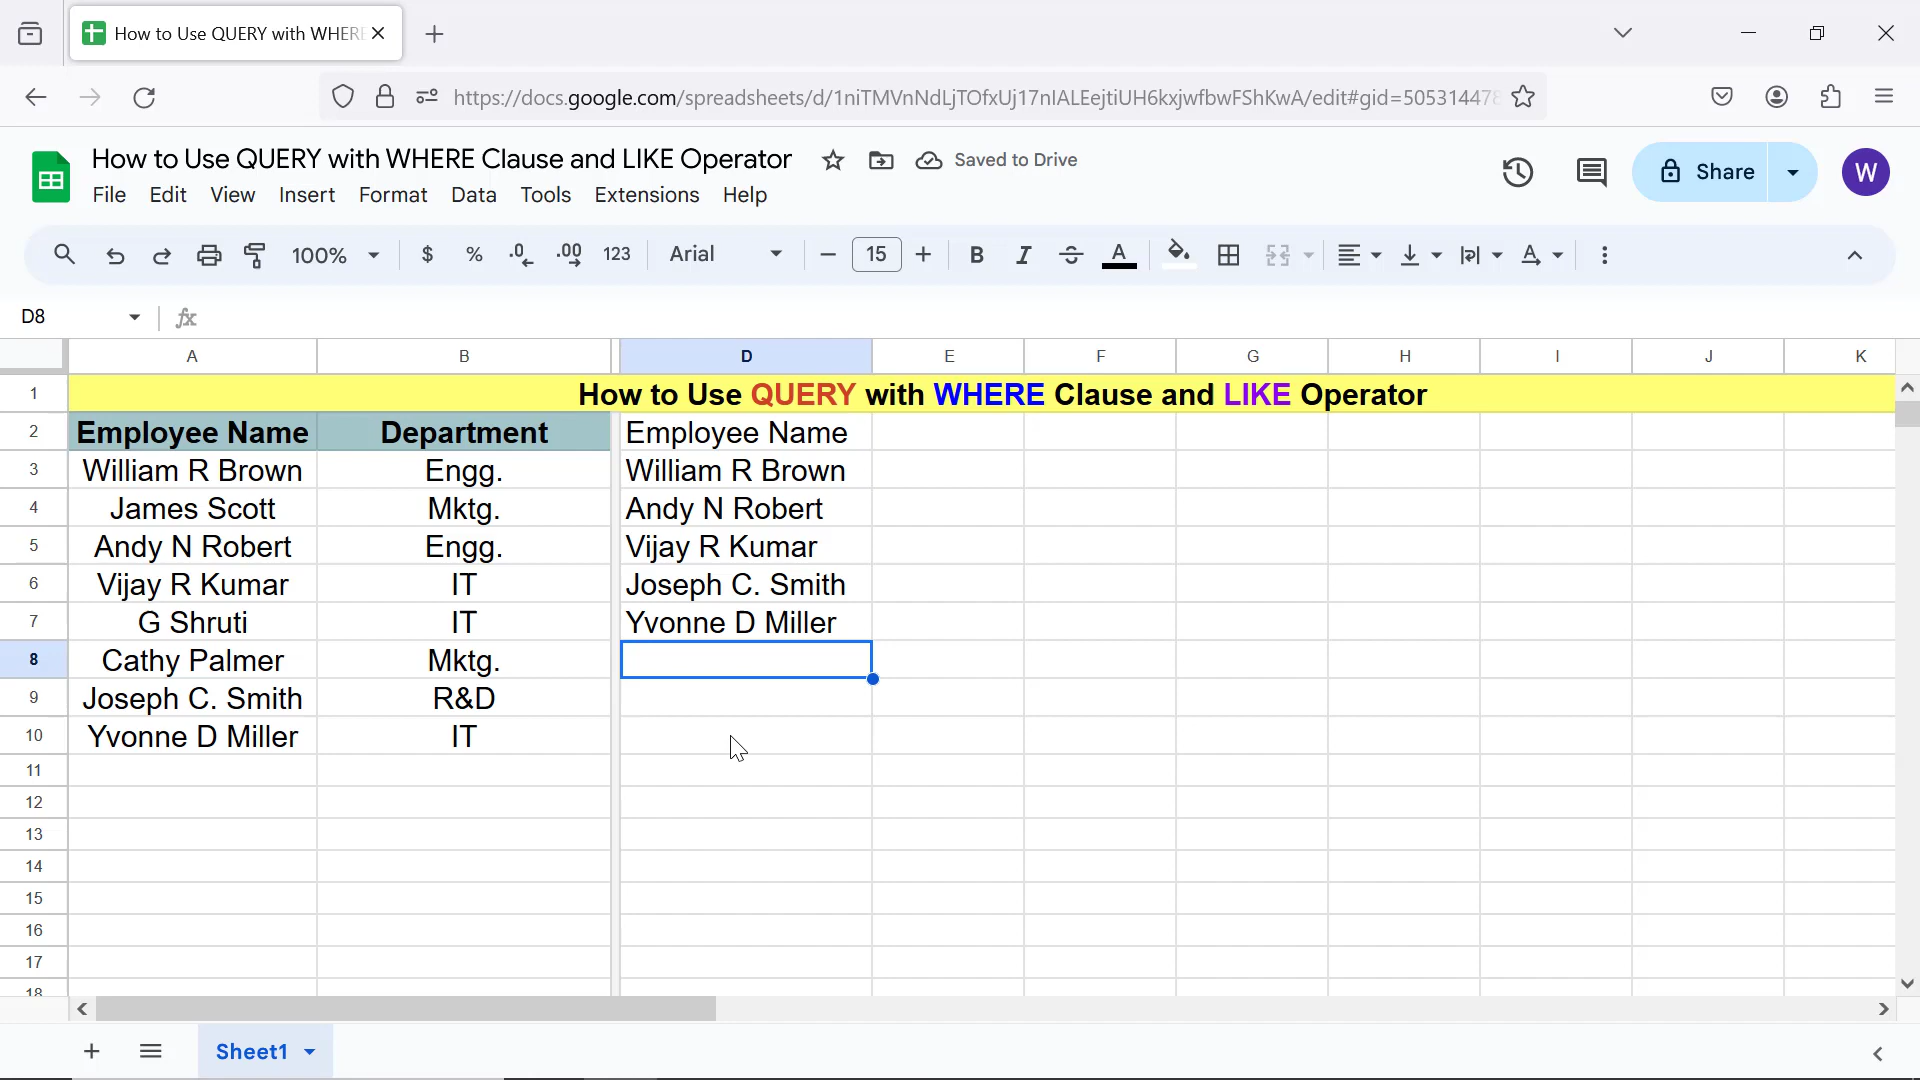 How to Use QUERY with WHERE
https://docs.google.com/spreadsheets/d/1niTMVnNdLjTOfxUj17nIALEejtiUH6kxjwfbwFShKwA/edit#gid=505314478
How to Use QUERY with WHERE Clause and LIKE Operator
Saved to Drive
Share
W
File Edit View Insert Format Data Tools Extensions Help
100% $ % .0 .00 123 Arial 15 B I A A
D8 fx
A B D E F G H I J K
1 How to Use QUERY with WHERE Clause and LIKE Operator
2 Employee Name Department Employee Name
3 William R Brown Engg. William R Brown
4 James Scott Mktg. Andy N Robert
5 Andy N Robert Engg. Vijay R Kumar
6 Vijay R Kumar IT Joseph C. Smith
7 G Shruti IT Yvonne D Miller
8 Cathy Palmer Mktg.
9 Joseph C. Smith R&D
10 Yvonne D Miller IT
11
12
13
14
15
16
17
18
Sheet1